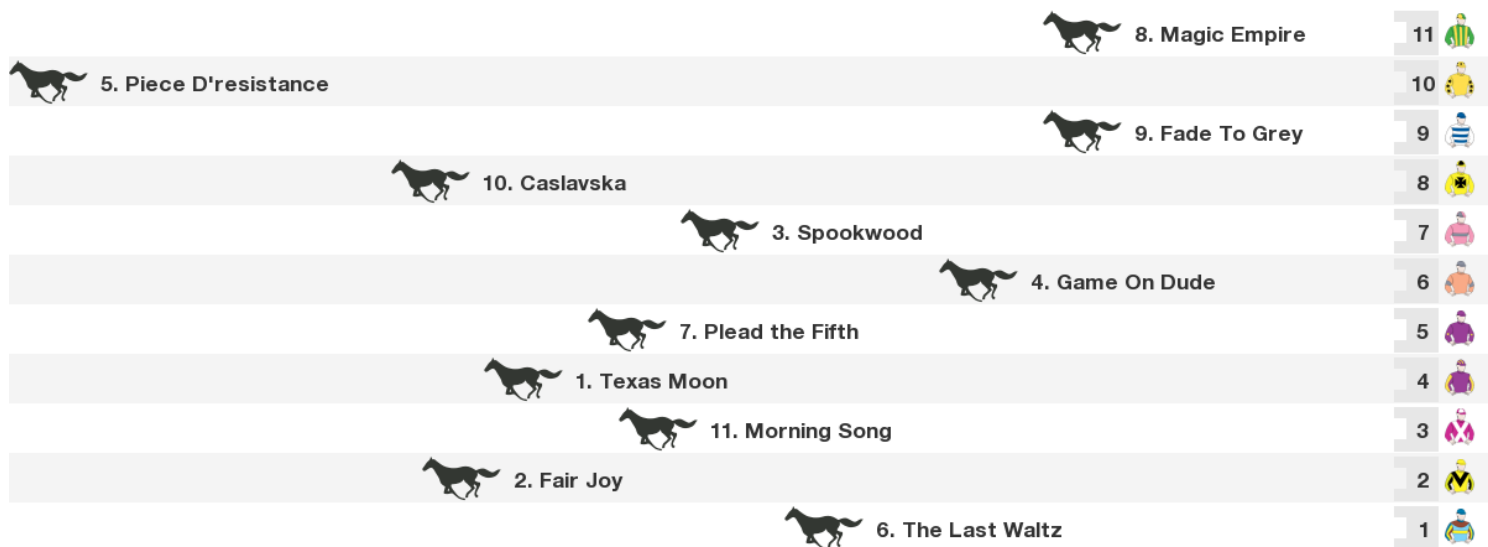 8. Magic Empire 11
5. Piece D'resistance 10
9. Fade To Grey 9
10. Caslavska 8
3. Spookwood 7
4. Game On Dude 6
7. Plead the Fifth 5
1. Texas Moon 4
11. Morning Song 3
2. Fair Joy 2
6. The Last Waltz 1